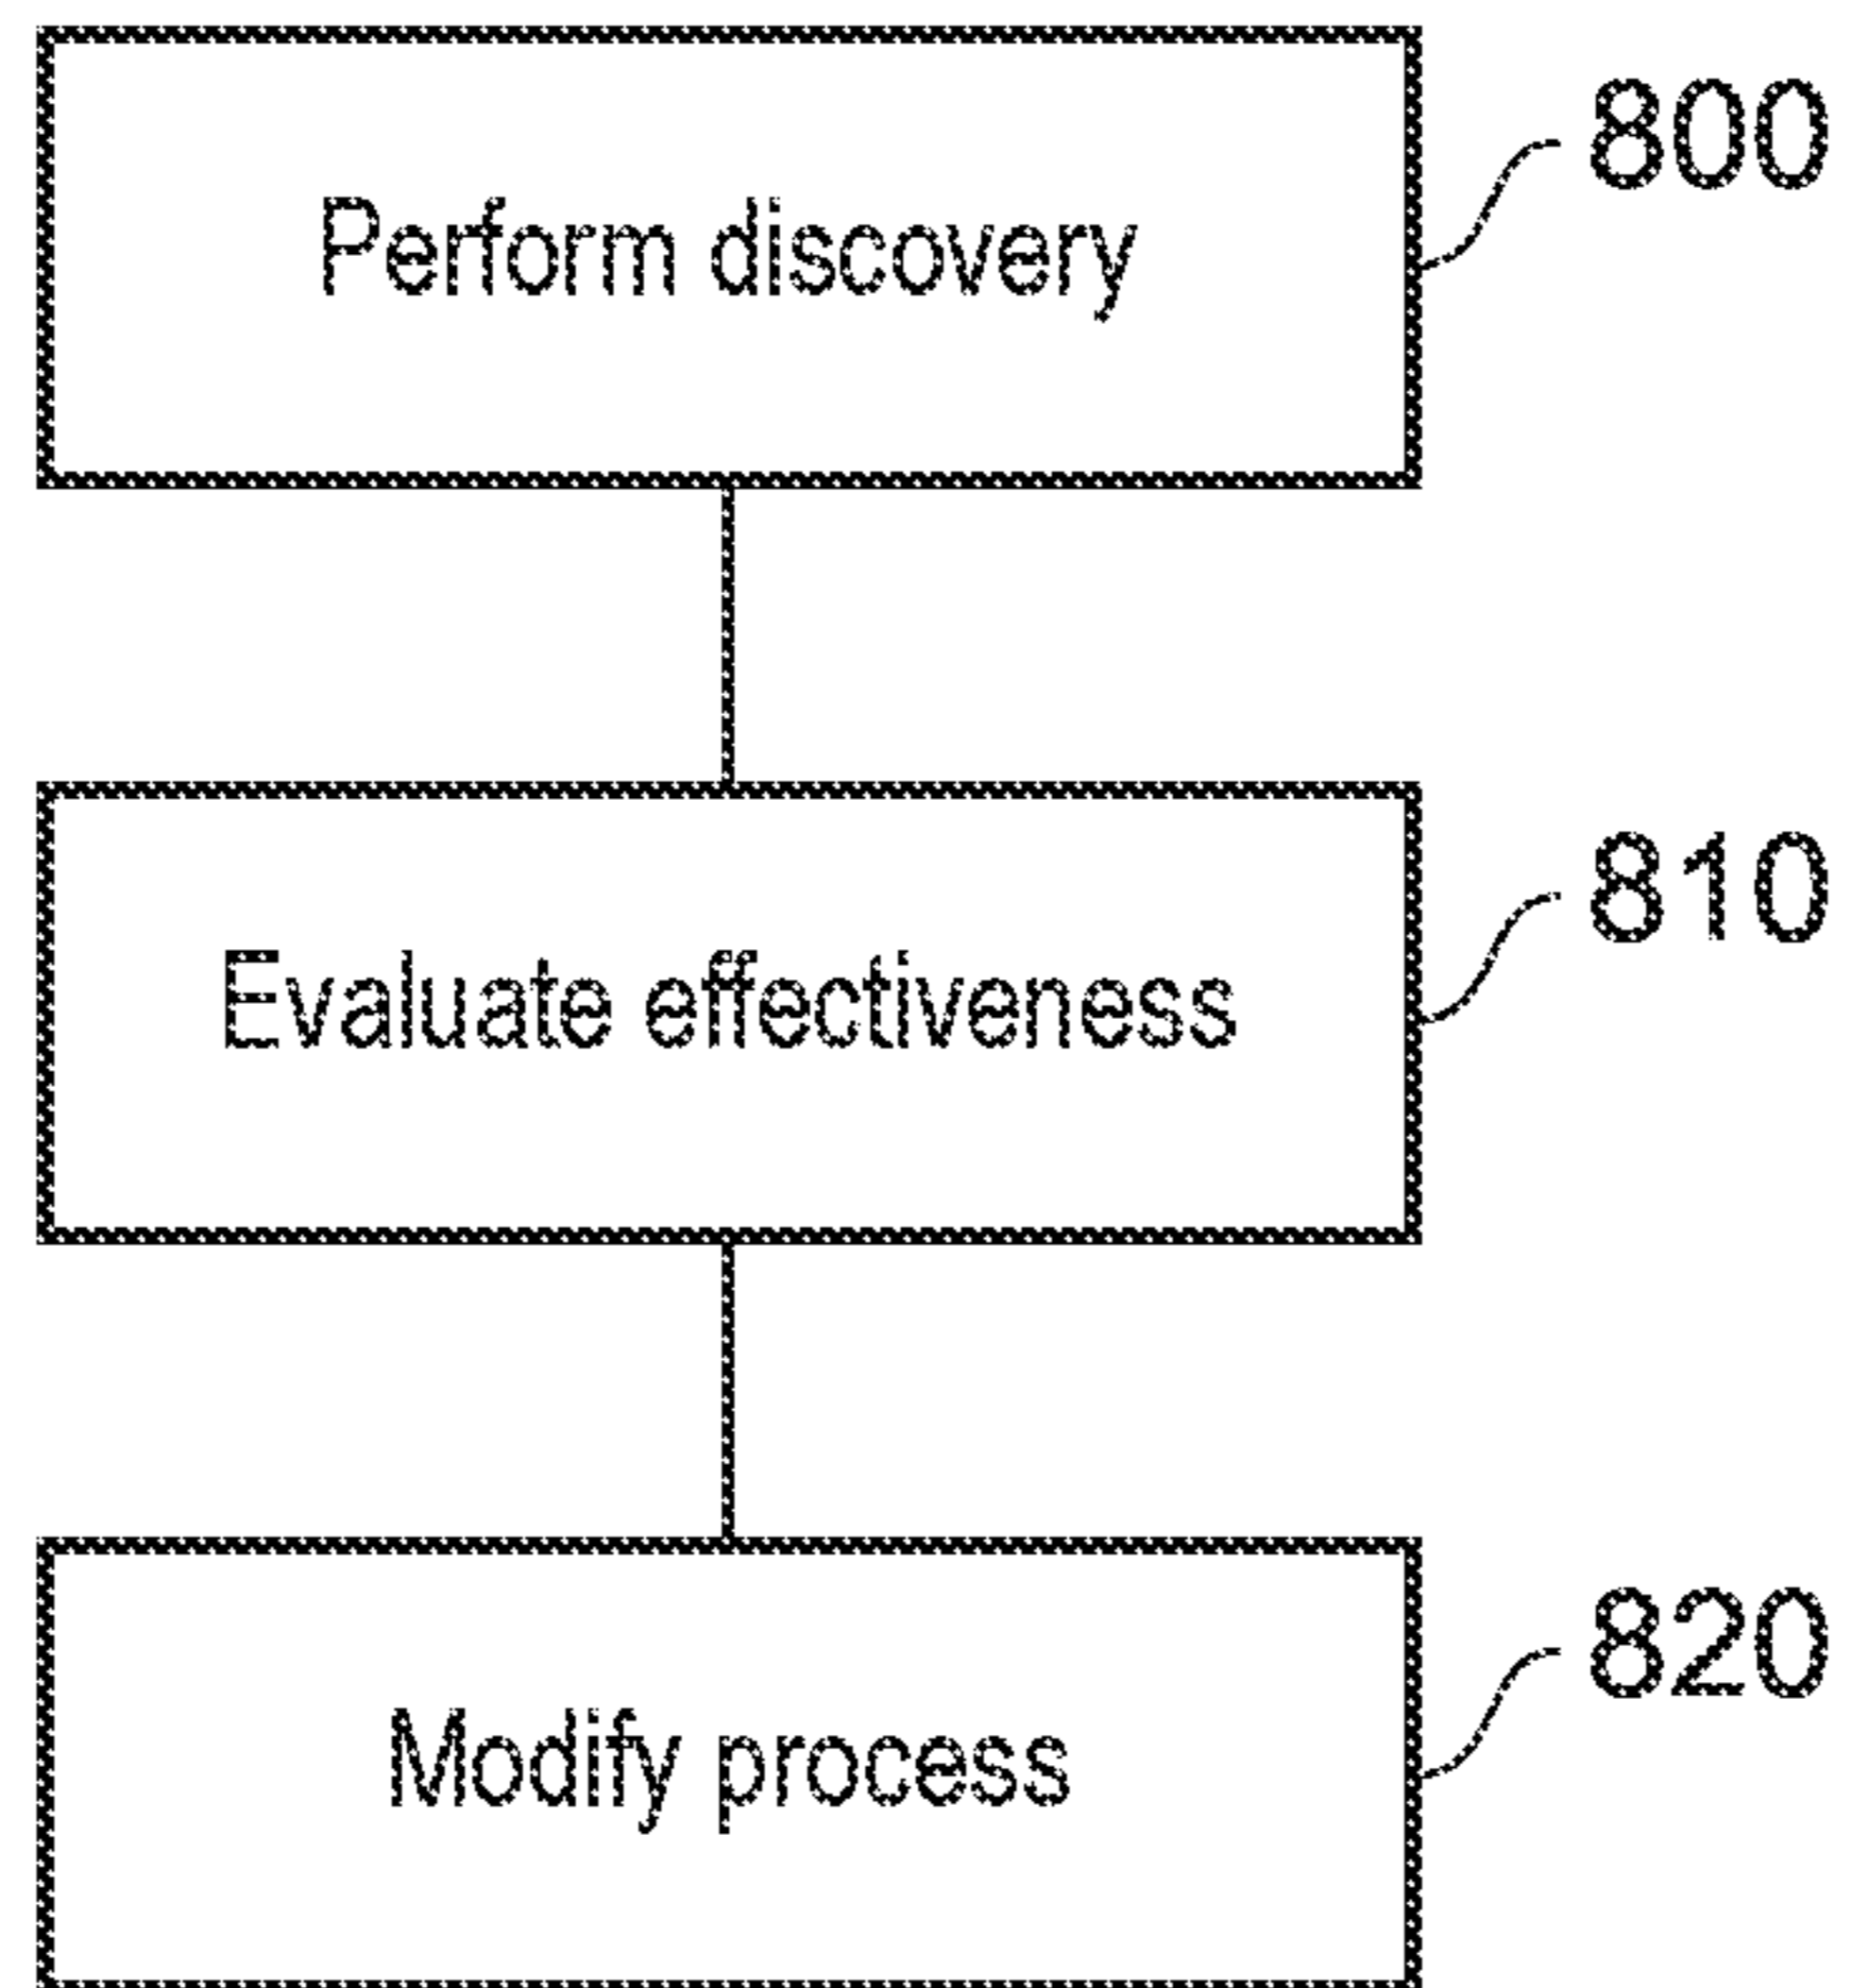 800
Perform discovery
810
Evaluate effectiveness
820
Modify process